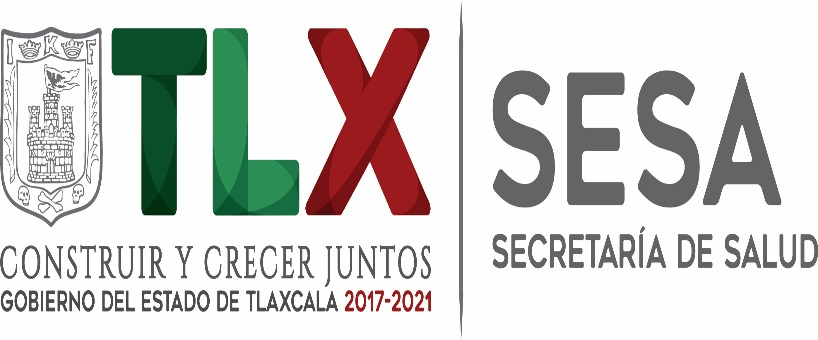 I K F
TLX
CONSTRUIR Y CRECER JUNTOS
GOBIERNO DEL ESTADO DE TLAXCALA 2017-2021
SESA
SECRETARÍA DE SALUD